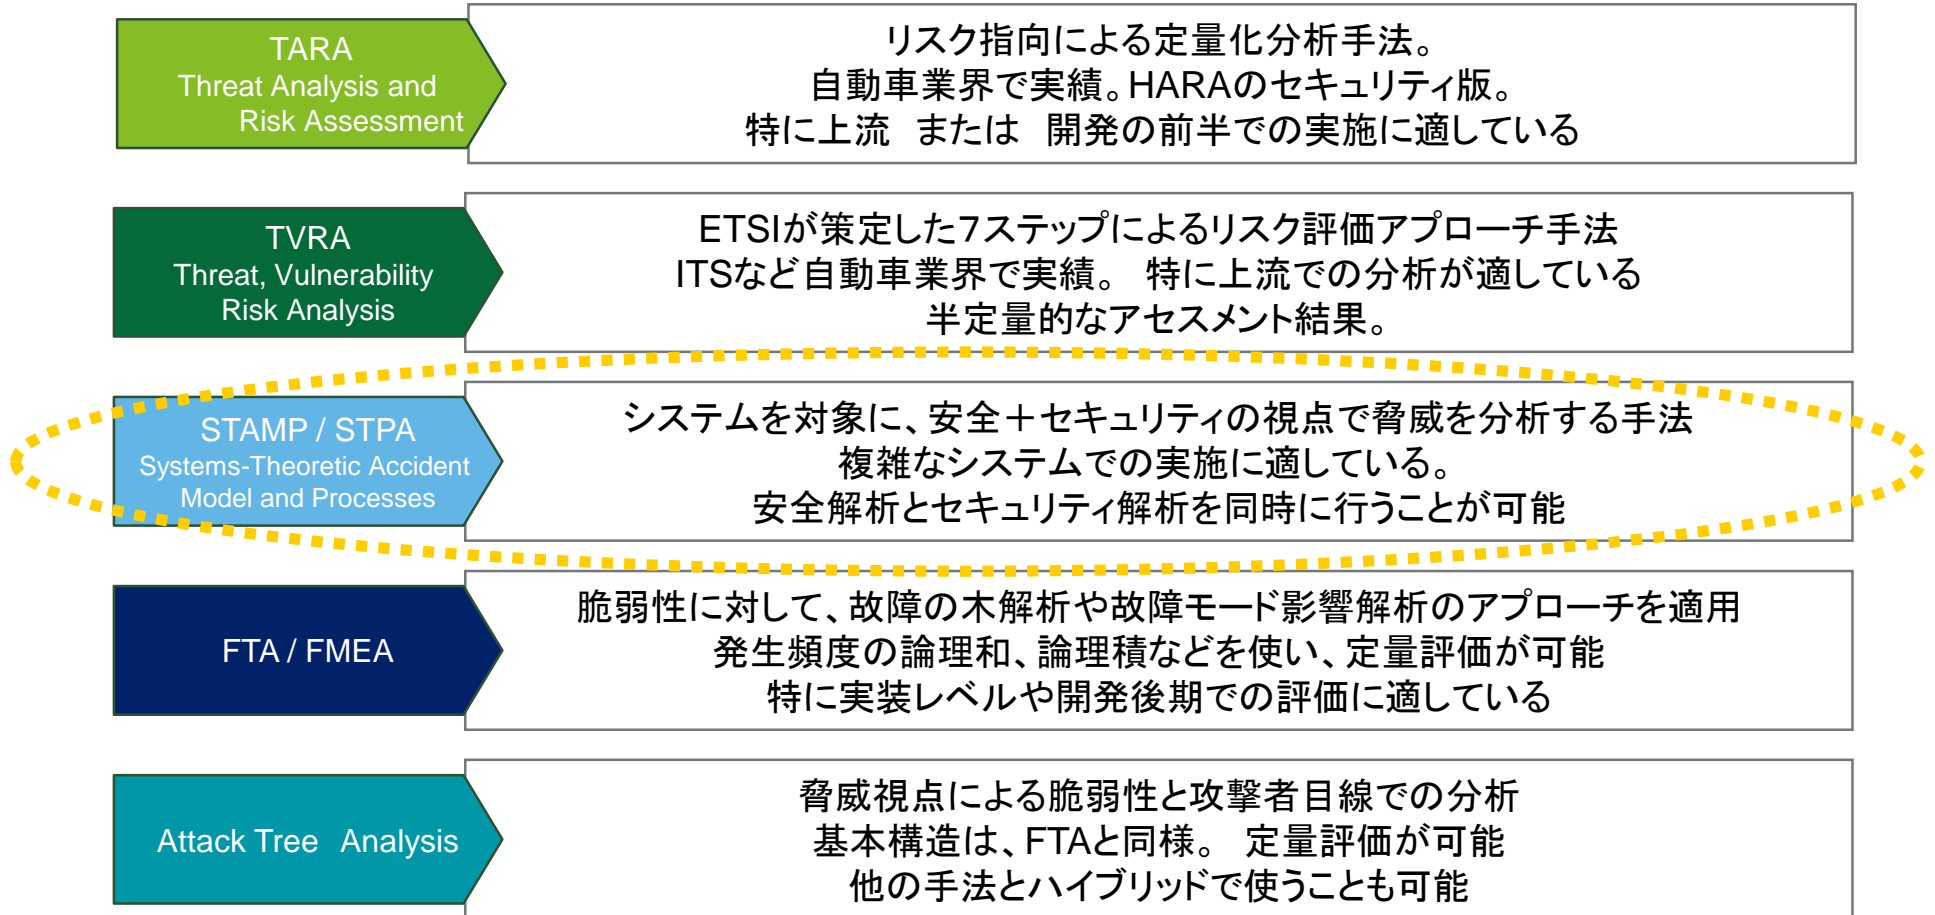 TARA
Threat Analysis and
Risk Assessment
リスク指向による定量化分析手法。
自動車業界で実績。HARAのセキュリティ版。
特に上流　または　開発の前半での実施に適している
TVRA
Threat, Vulnerability
Risk Analysis
ETSIが策定した7ステップによるリスク評価アプローチ手法
ITSなど自動車業界で実績。 特に上流での分析が適している
半定量的なアセスメント結果。
STAMP / STPA
Systems-Theoretic Accident
Model and Processes
システムを対象に、安全＋セキュリティの視点で脅威を分析する手法
複雑なシステムでの実施に適している。
安全解析とセキュリティ解析を同時に行うことが可能
FTA / FMEA
脆弱性に対して、故障の木解析や故障モード影響解析のアプローチを適用
発生頻度の論理和、論理積などを使い、定量評価が可能
特に実装レベルや開発後期での評価に適している
Attack Tree Analysis
脅威視点による脆弱性と攻撃者目線での分析
基本構造は、FTAと同様。 定量評価が可能
他の手法とハイブリッドで使うことも可能